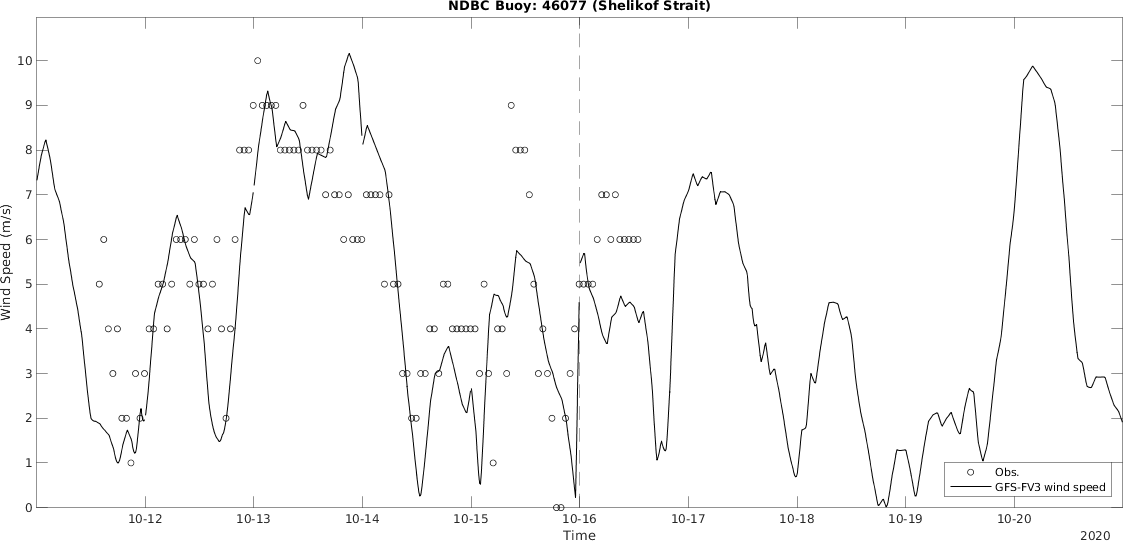 NDBC Buoy: 46077 (Shelikof Strait)
10
9
8
7
6
5
4
3
2
1
0
Wind Speed (m/s)
10-12 10-13 10-14 10-15 10-16 10-17 10-18 10-19 10-20
Time
2020
Obs.
GFS-FV3 wind speed